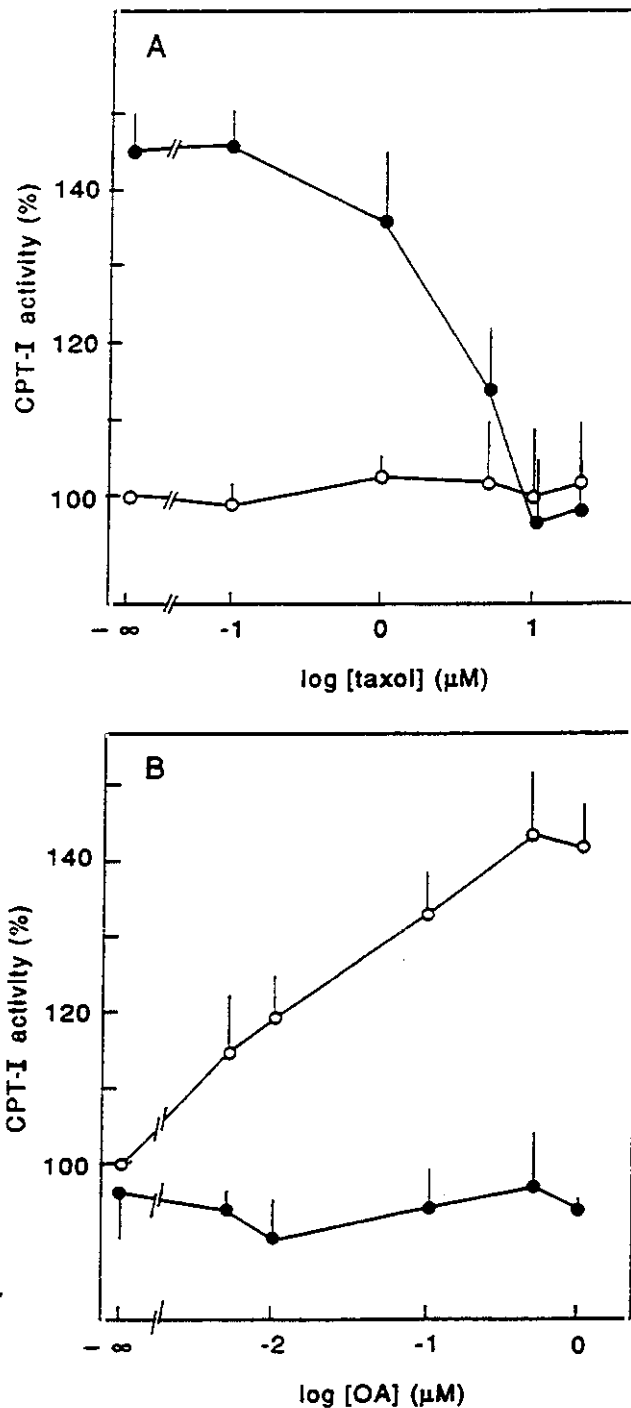 A
140
120
100
CPT-I activity (%)
- ∞
-1
0
1
log [taxol] (μM)
B
140
120
100
CPT-I activity (%)
- ∞
-2
-1
0
log [OA] (μM)